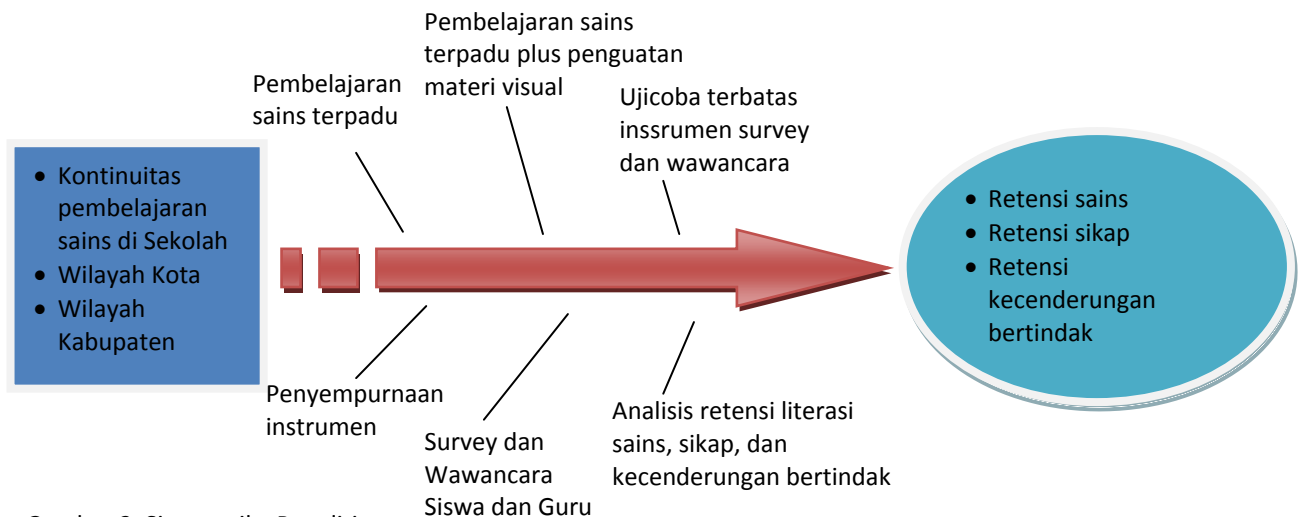 Pembelajaran sains
terpadu plus penguatan
materi visual
Pembelajaran
sains terpadu
Ujicoba terbatas
inssrumen survey
dan wawancara
• Kontinuitas
pembelajaran
sains di Sekolah
• Wilayah Kota
• Wilayah
Kabupaten
• Retensi sains
• Retensi sikap
• Retensi
kecenderungan
bertindak
Penyempurnaan
instrumen
Survey dan
Wawancara
Siswa dan Guru
Analisis retensi literasi
sains, sikap, dan
kecenderungan bertindak